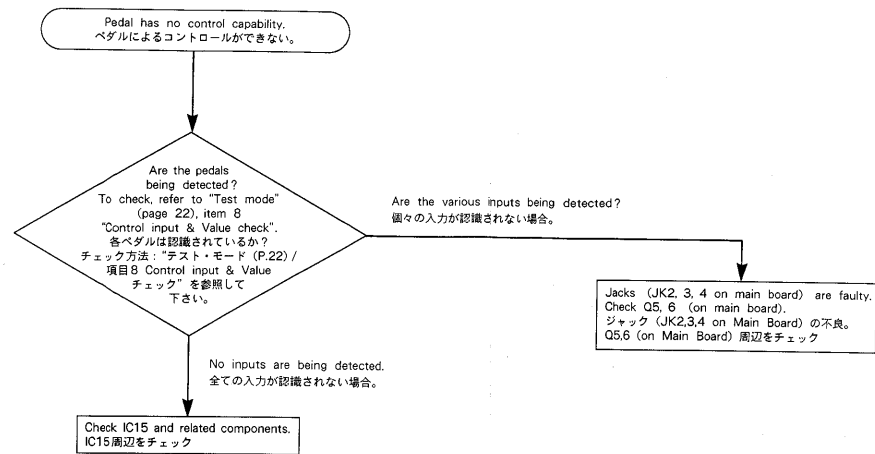 Pedal has no control capability.
ペダルによるコントロールができない。
Are the pedals
being detected?
To check, refer to "Test mode"
(page 22), item 8
"Control input & Value check".
各ペダルは認識されているか?
チェック方法:"テスト・モード (P.22) /
項目8 Control input & Value
チェック" を参照して
下さい。
Are the various inputs being detected?
個々の入力が認識されない場合。
Jacks (JK2, 3, 4 on main board) are faulty.
Check Q5, 6 (on main board).
ジャック (JK2,3,4 on Main Board) の不良。
Q5,6 (on Main Board) 周辺をチェック
No inputs are being detected.
全ての入力が認識されない場合。
Check IC15 and related components.
IC15周辺をチェック